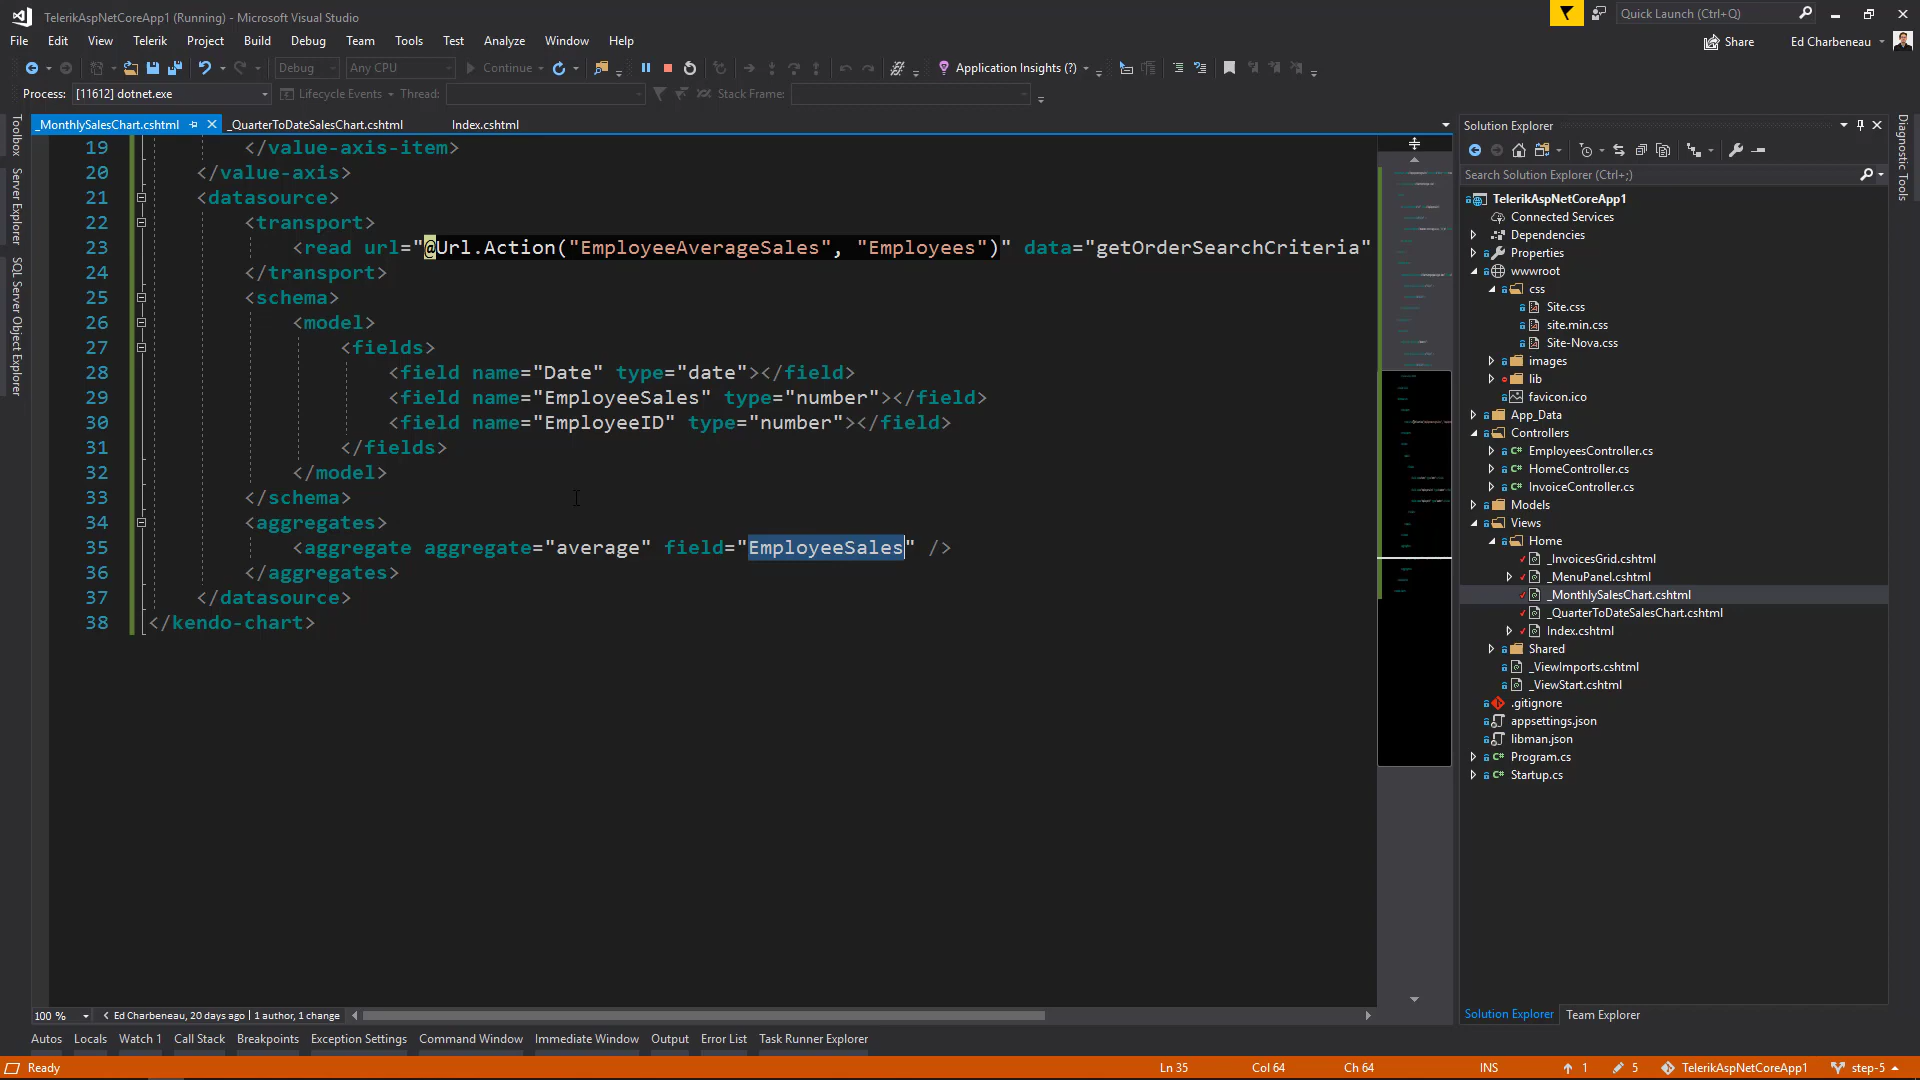 TelerikAspNetCoreApp1 (Running) - Microsoft Visual Studio
Quick Launch (Ctrl+Q)
File Edit View Telerik Project Build Debug Team Tools Test Analyze Window Help
Share Ed Charbeneau
Debug Any CPU Continue Application Insights (?)
Process: [11612] dotnet.exe Lifecycle Events Thread: Stack Frame:
_MonthlySalesChart.cshtml _QuarterToDateSalesChart.cshtml Index.cshtml
19 </value-axis-item>
20 </value-axis>
21 <datasource>
22 <transport>
23 <read url="@Url.Action("EmployeeAverageSales", "Employees")" data="getOrderSearchCriteria"
24 </transport>
25 <schema>
26 <model>
27 <fields>
28 <field name="Date" type="date"></field>
29 <field name="EmployeeSales" type="number"></field>
30 <field name="EmployeeID" type="number"></field>
31 </fields>
32 </model>
33 </schema>
34 <aggregates>
35 <aggregate aggregate="average" field="EmployeeSales" />
36 </aggregates>
37 </datasource>
38 </kendo-chart>
100 % Ed Charbeneau, 20 days ago | 1 author, 1 change
Toolbox
Server Explorer
SQL Server Object Explorer
Solution Explorer
Search Solution Explorer (Ctrl+;)
TelerikAspNetCoreApp1
Connected Services
Dependencies
Properties
wwwroot
css
Site.css
site.min.css
Site-Nova.css
images
lib
favicon.ico
App_Data
Controllers
C# EmployeesController.cs
C# HomeController.cs
C# InvoiceController.cs
Models
Views
Home
_InvoicesGrid.cshtml
_MenuPanel.cshtml
_MonthlySalesChart.cshtml
_QuarterToDateSalesChart.cshtml
Index.cshtml
Shared
_ViewImports.cshtml
_ViewStart.cshtml
.gitignore
appsettings.json
libman.json
C# Program.cs
C# Startup.cs
Solution Explorer Team Explorer
Diagnostic Tools
Autos Locals Watch 1 Call Stack Breakpoints Exception Settings Command Window Immediate Window Output Error List Task Runner Explorer
Ready Ln 35 Col 64 Ch 64 INS 1 5 TelerikAspNetCoreApp1 step-5